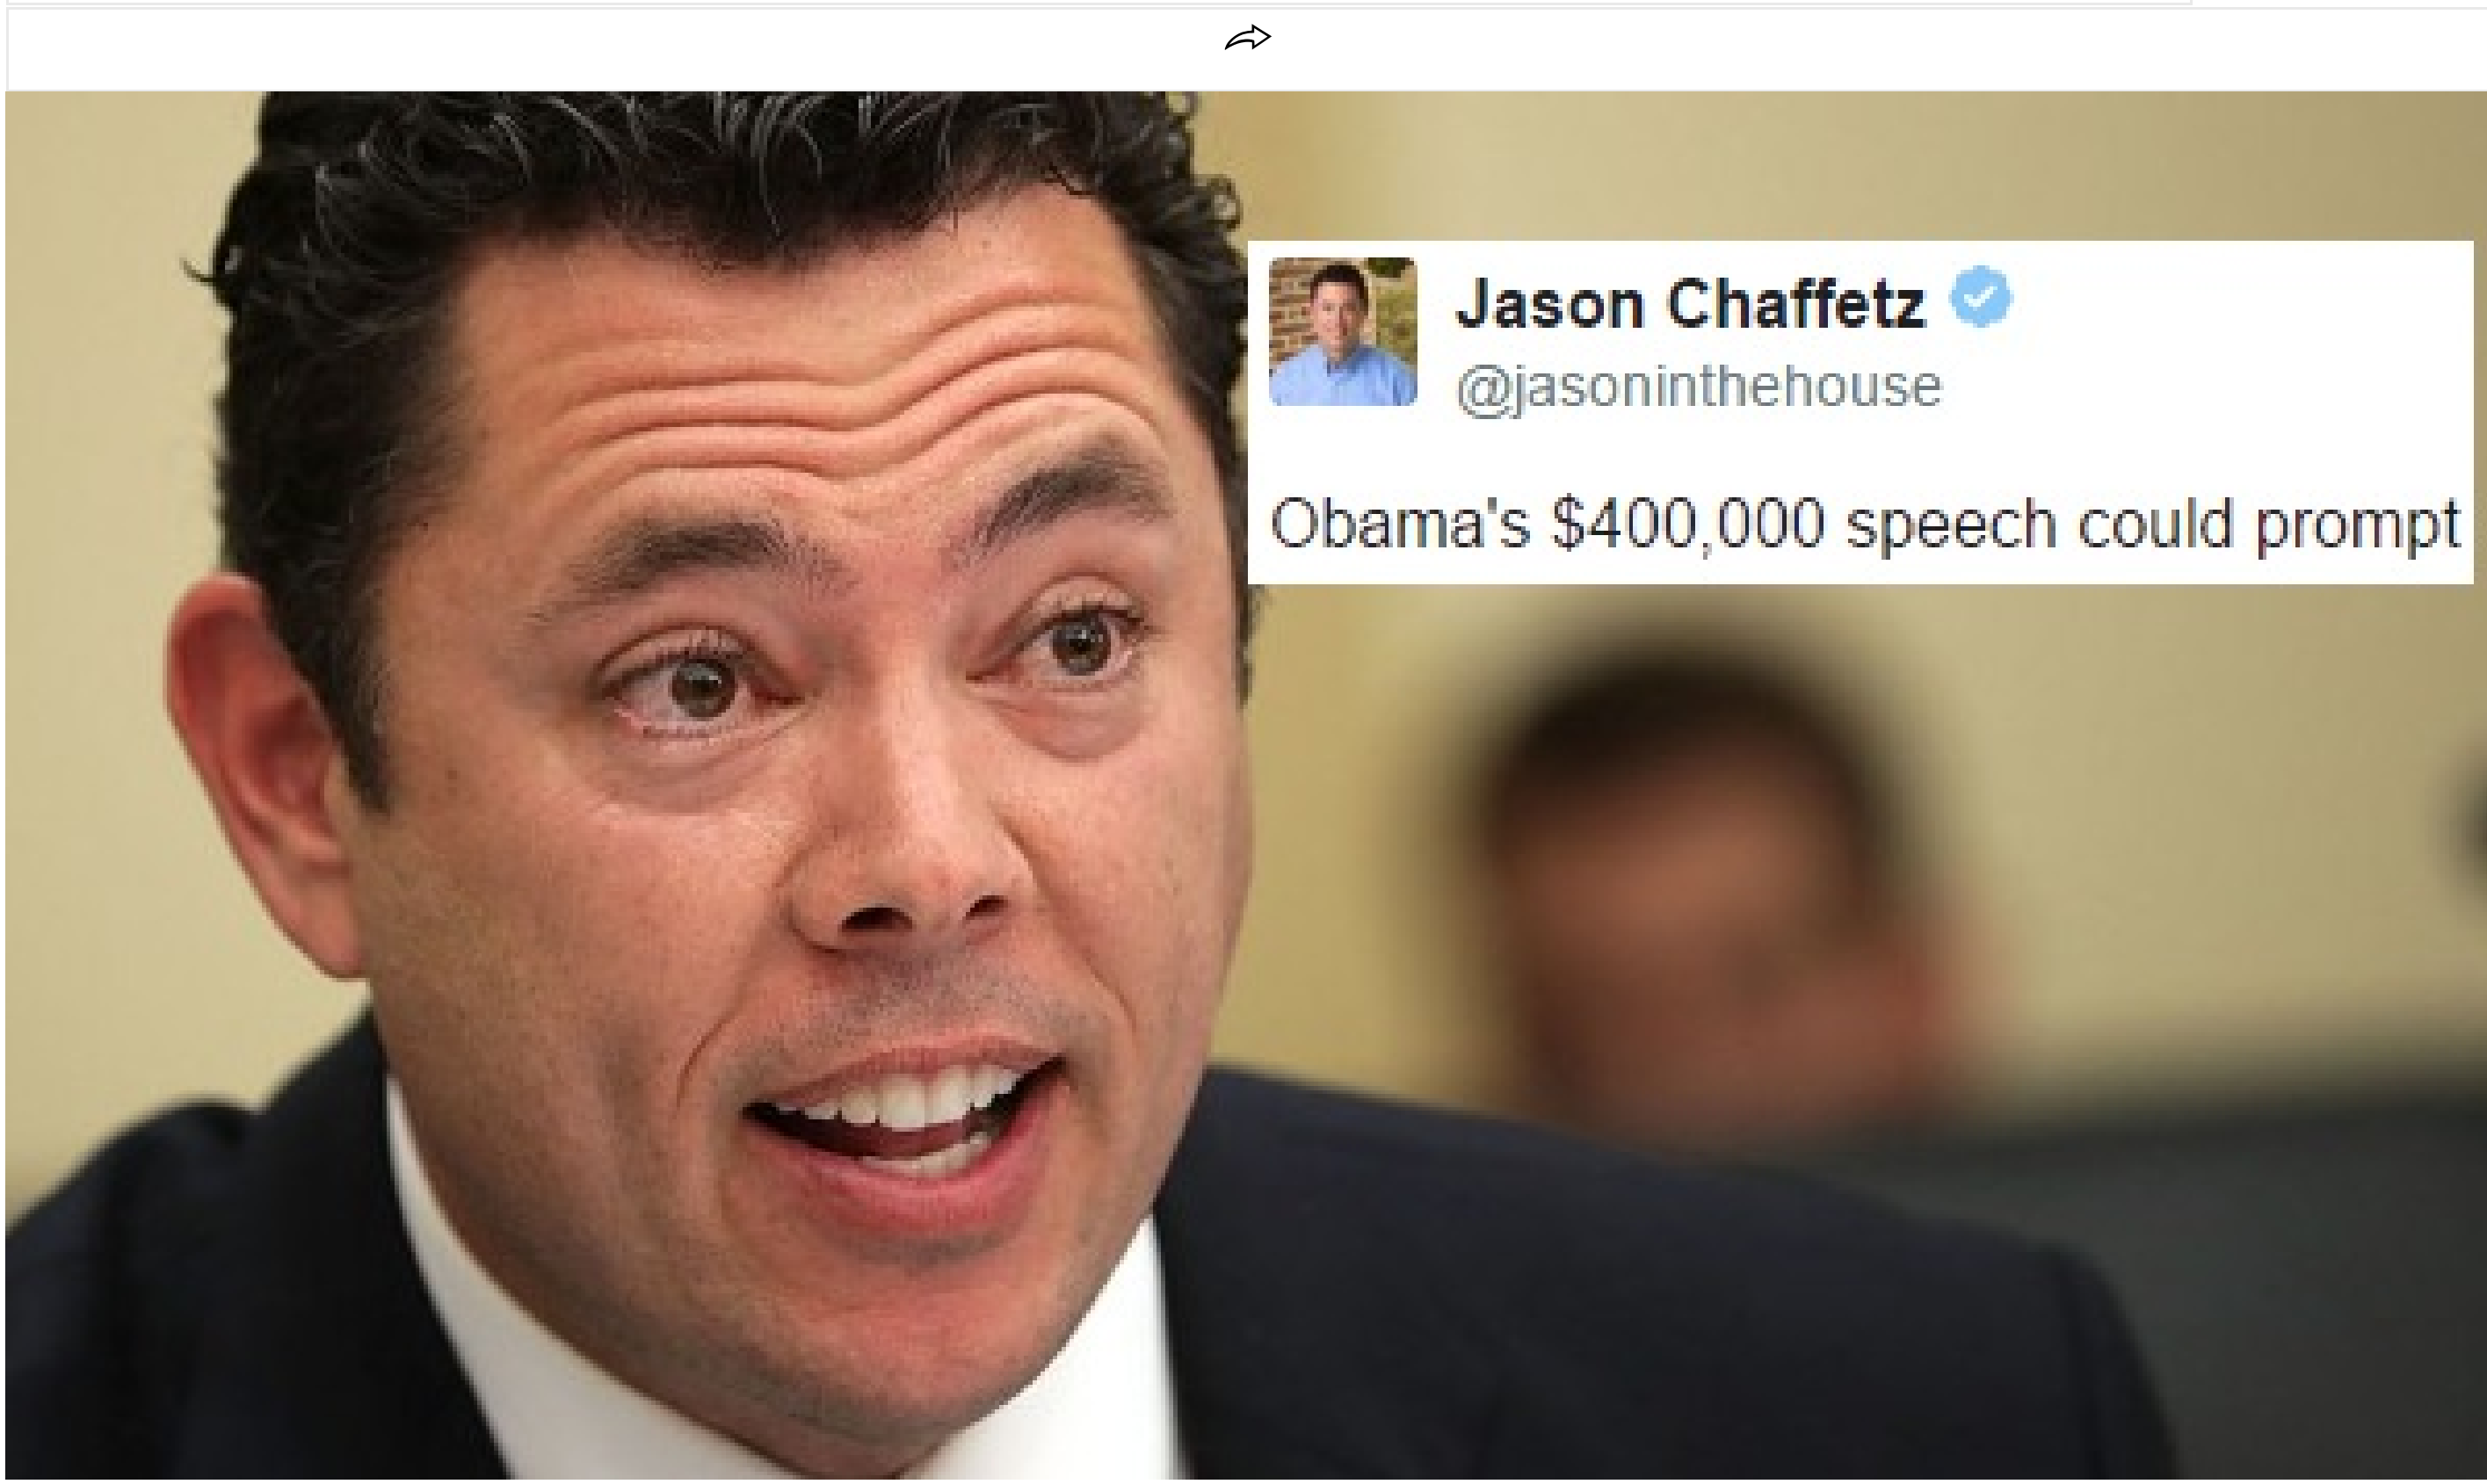 Jason Chaffetz
@jasoninthehouse
Obama's $400,000 speech could prompt